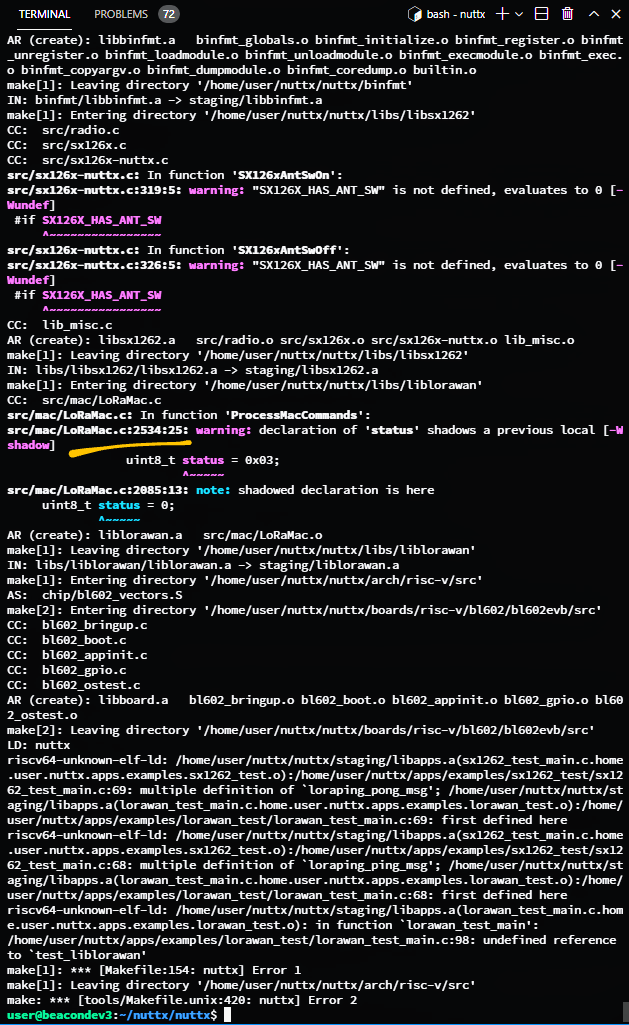 TERMINAL PROBLEMS 72 bash - nuttx
AR (create): libbinfmt.a   binfmt_globals.o binfmt_initialize.o binfmt_register.o binfmt
_unregister.o binfmt_loadmodule.o binfmt_unloadmodule.o binfmt_execmodule.o binfmt_exec.
o binfmt_copyargv.o binfmt_dumpmodule.o binfmt_coredump.o builtin.o
make[1]: Leaving directory '/home/user/nuttx/nuttx/binfmt'
IN: binfmt/libbinfmt.a -> staging/libbinfmt.a
make[1]: Entering directory '/home/user/nuttx/nuttx/libs/libsx1262'
CC:  src/radio.c
CC:  src/sx126x.c
CC:  src/sx126x-nuttx.c
src/sx126x-nuttx.c: In function 'SX126xAntSwOn':
src/sx126x-nuttx.c:319:5: warning: "SX126X_HAS_ANT_SW" is not defined, evaluates to 0 [-
Wundef]
 #if SX126X_HAS_ANT_SW
     ^~~~~~~~~~~~~~~~~
src/sx126x-nuttx.c: In function 'SX126xAntSwOff':
src/sx126x-nuttx.c:326:5: warning: "SX126X_HAS_ANT_SW" is not defined, evaluates to 0 [-
Wundef]
 #if SX126X_HAS_ANT_SW
     ^~~~~~~~~~~~~~~~~
CC:  lib_misc.c
AR (create): libsx1262.a   src/radio.o src/sx126x.o src/sx126x-nuttx.o lib_misc.o
make[1]: Leaving directory '/home/user/nuttx/nuttx/libs/libsx1262'
IN: libs/libsx1262/libsx1262.a -> staging/libsx1262.a
make[1]: Entering directory '/home/user/nuttx/nuttx/libs/liblorawan'
CC:  src/mac/LoRaMac.c
src/mac/LoRaMac.c: In function 'ProcessMacCommands':
src/mac/LoRaMac.c:2534:25: warning: declaration of 'status' shadows a previous local [-W
shadow]
                 uint8_t status = 0x03;
                         ^~~~~~
src/mac/LoRaMac.c:2085:13: note: shadowed declaration is here
     uint8_t status = 0;
             ^~~~~~
AR (create): liblorawan.a   src/mac/LoRaMac.o
make[1]: Leaving directory '/home/user/nuttx/nuttx/libs/liblorawan'
IN: libs/liblorawan/liblorawan.a -> staging/liblorawan.a
make[1]: Entering directory '/home/user/nuttx/nuttx/arch/risc-v/src'
AS:  chip/bl602_vectors.S
make[2]: Entering directory '/home/user/nuttx/nuttx/boards/risc-v/bl602/bl602evb/src'
CC:  bl602_bringup.c
CC:  bl602_boot.c
CC:  bl602_appinit.c
CC:  bl602_gpio.c
CC:  bl602_ostest.c
AR (create): libboard.a   bl602_bringup.o bl602_boot.o bl602_appinit.o bl602_gpio.o bl60
2_ostest.o
make[2]: Leaving directory '/home/user/nuttx/nuttx/boards/risc-v/bl602/bl602evb/src'
LD: nuttx
riscv64-unknown-elf-ld: /home/user/nuttx/nuttx/staging/libapps.a(sx1262_test_main.c.home
.user.nuttx.apps.examples.sx1262_test.o):/home/user/nuttx/apps/examples/sx1262_test/sx12
62_test_main.c:69: multiple definition of `loraping_pong_msg'; /home/user/nuttx/nuttx/st
aging/libapps.a(lorawan_test_main.c.home.user.nuttx.apps.examples.lorawan_test.o):/home/
user/nuttx/apps/examples/lorawan_test/lorawan_test_main.c:69: first defined here
riscv64-unknown-elf-ld: /home/user/nuttx/nuttx/staging/libapps.a(sx1262_test_main.c.home
.user.nuttx.apps.examples.sx1262_test.o):/home/user/nuttx/apps/examples/sx1262_test/sx12
62_test_main.c:68: multiple definition of `loraping_ping_msg'; /home/user/nuttx/nuttx/st
aging/libapps.a(lorawan_test_main.c.home.user.nuttx.apps.examples.lorawan_test.o):/home/
user/nuttx/apps/examples/lorawan_test/lorawan_test_main.c:68: first defined here
riscv64-unknown-elf-ld: /home/user/nuttx/nuttx/staging/libapps.a(lorawan_test_main.c.hom
e.user.nuttx.apps.examples.lorawan_test.o): in function `lorawan_test_main':
/home/user/nuttx/apps/examples/lorawan_test/lorawan_test_main.c:98: undefined reference
to `test_liblorawan'
make[1]: *** [Makefile:154: nuttx] Error 1
make[1]: Leaving directory '/home/user/nuttx/nuttx/arch/risc-v/src'
make: *** [tools/Makefile.unix:420: nuttx] Error 2
user@beacondev3:~/nuttx/nuttx$